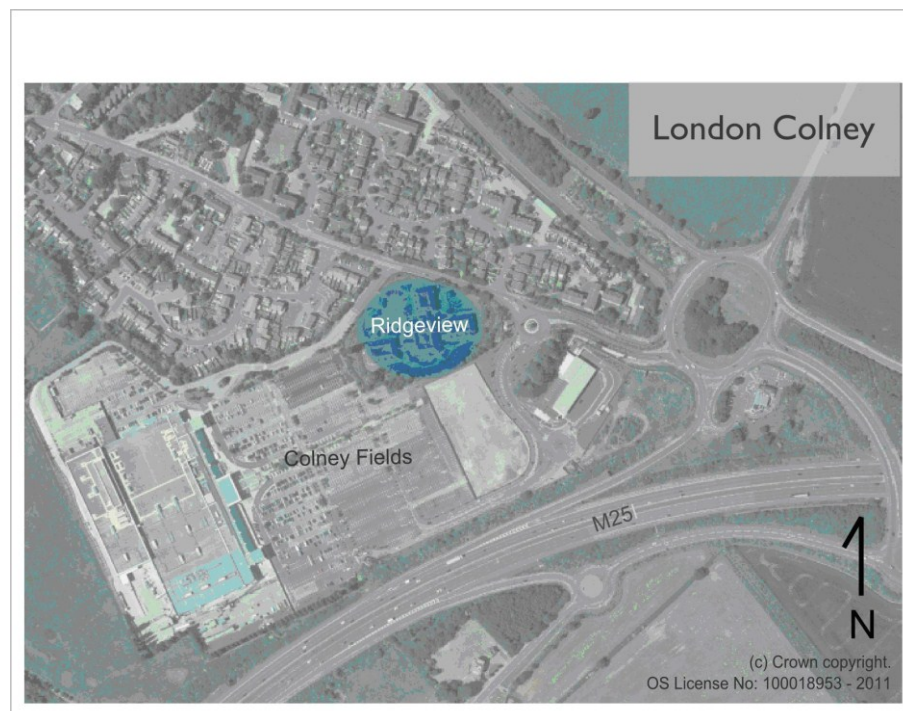 London Colney
Ridgeview
Colney Fields
M25
N
(c) Crown copyright.
OS License No: 100018953 - 2011